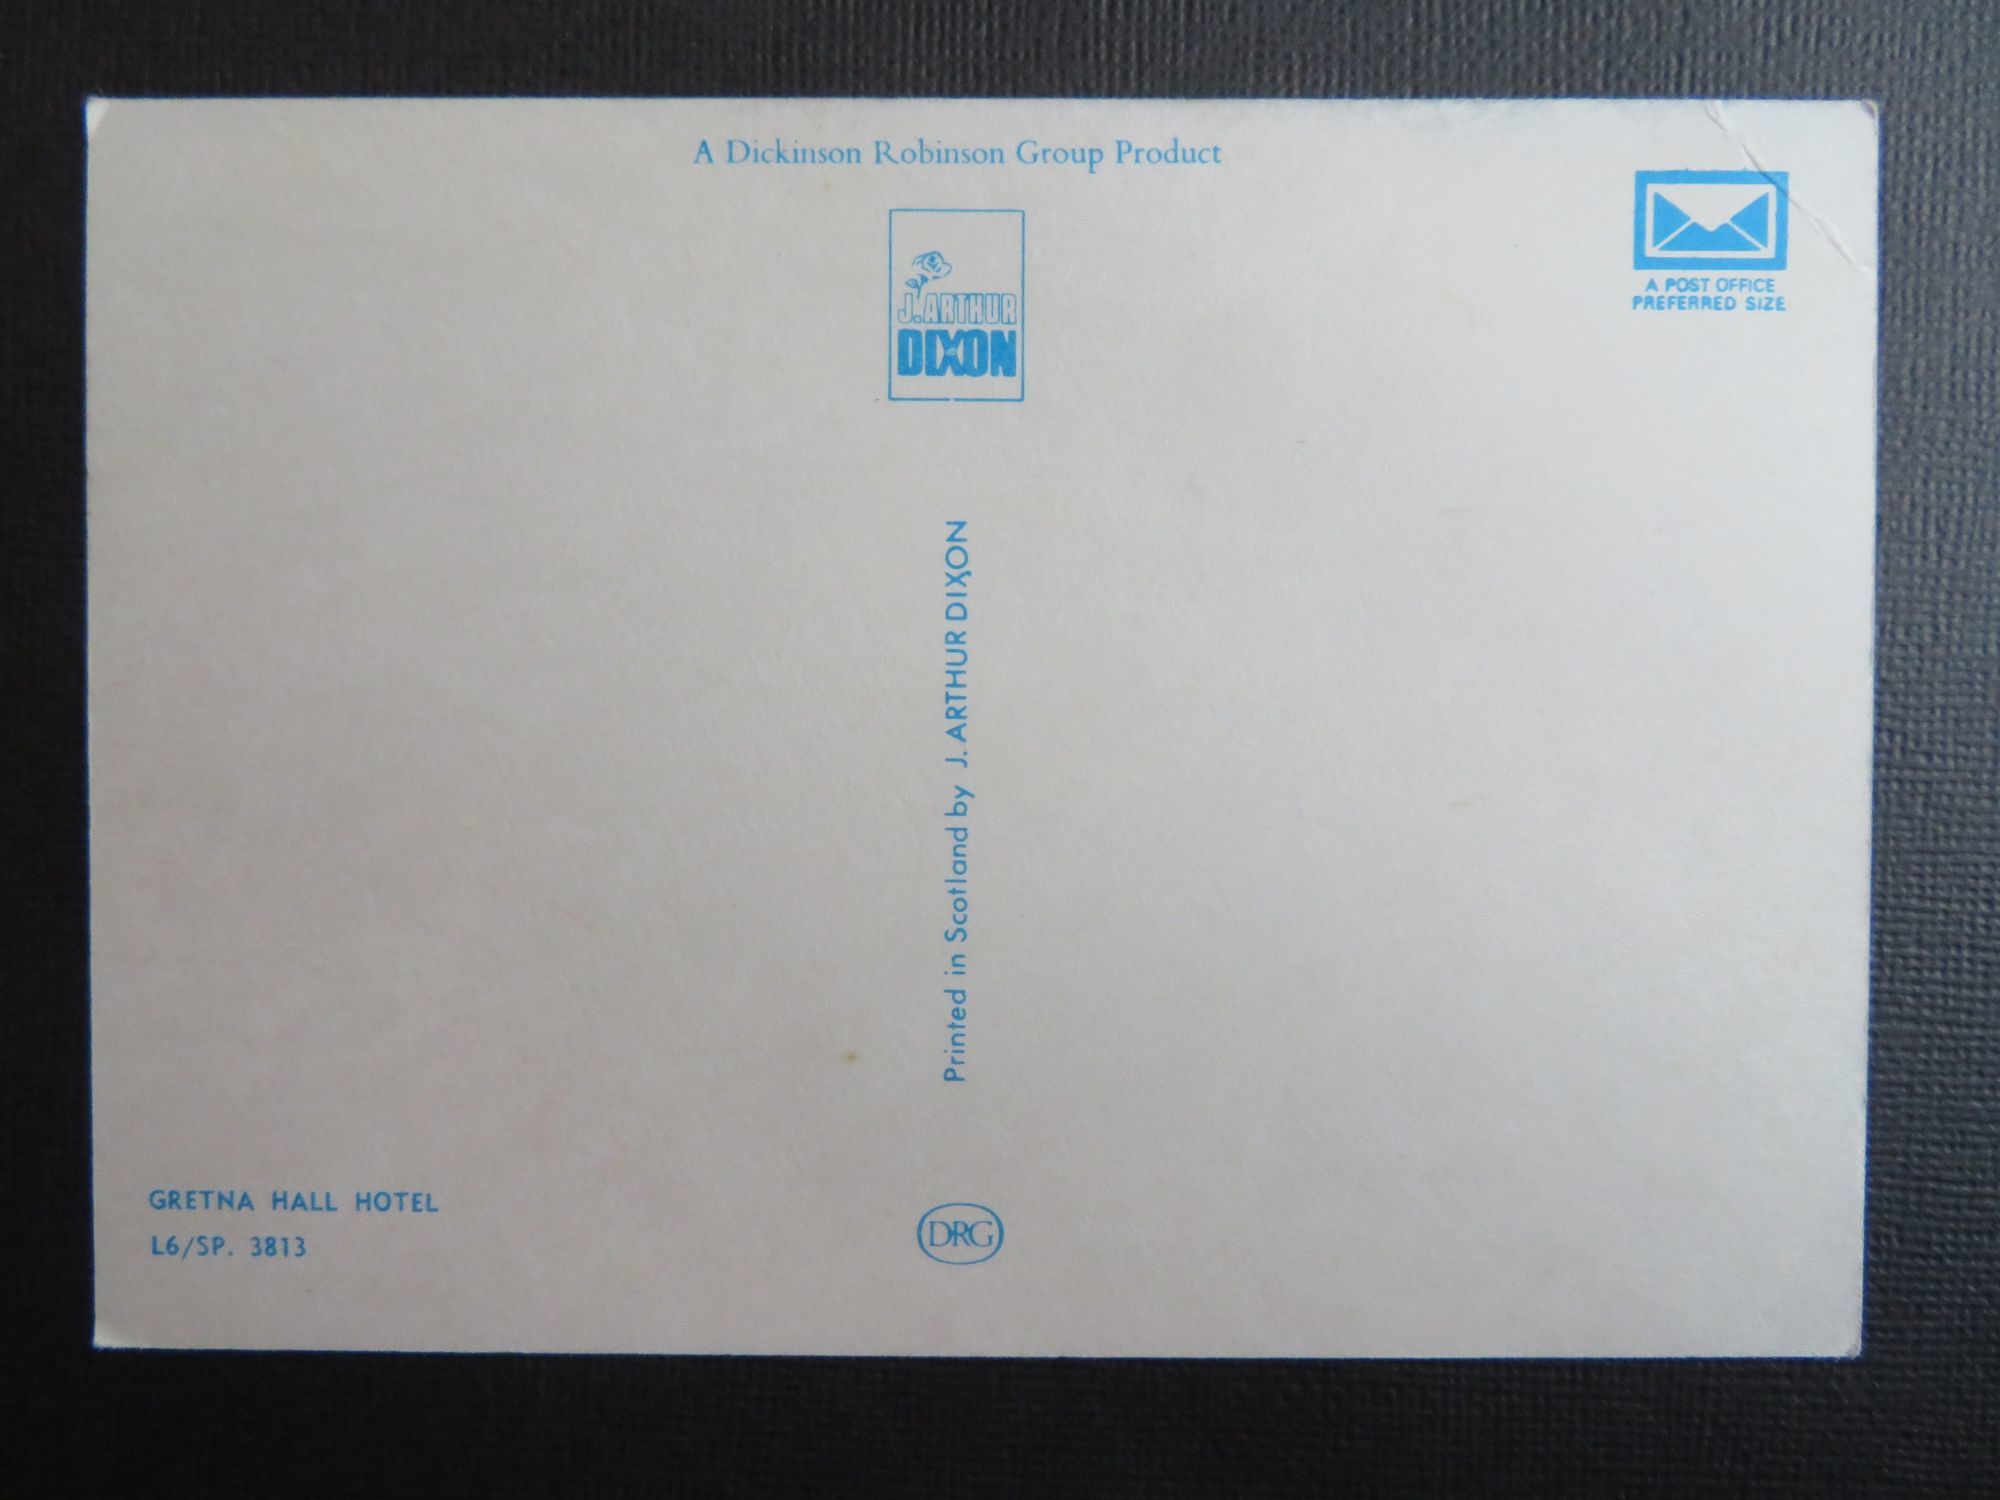 A Dickinson Robinson Group Product
J. ARTHUR
DIXON
A POST OFFICE
PREFERRED SIZE
Printed in Scotland by J. ARTHUR DIXON
GRETNA HALL HOTEL
L6/SP. 3813
DRG